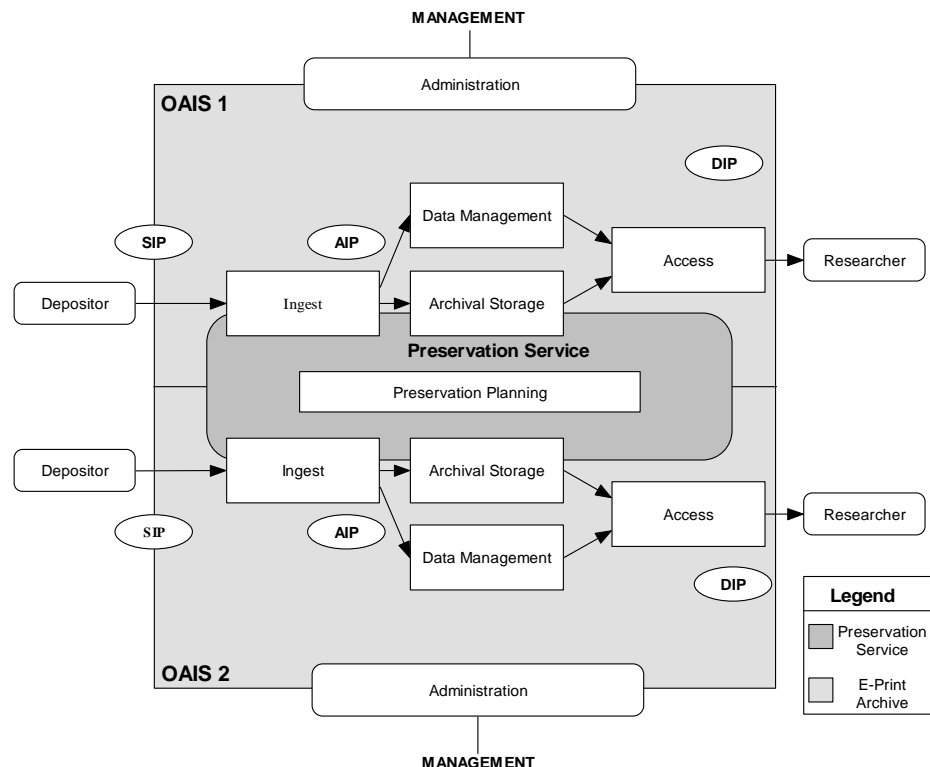 MANAGEMENT
Administration
OAIS 1
DIP
Data Management
SIP
AIP
Access
Researcher
Depositor
Ingest
Archival Storage
Preservation Service
Preservation Planning
Depositor
Ingest
Archival Storage
Access
Researcher
SIP
AIP
Data Management
DIP
Legend
Preservation
Service
E-Print
Archive
OAIS 2
Administration
MANAGEMENT